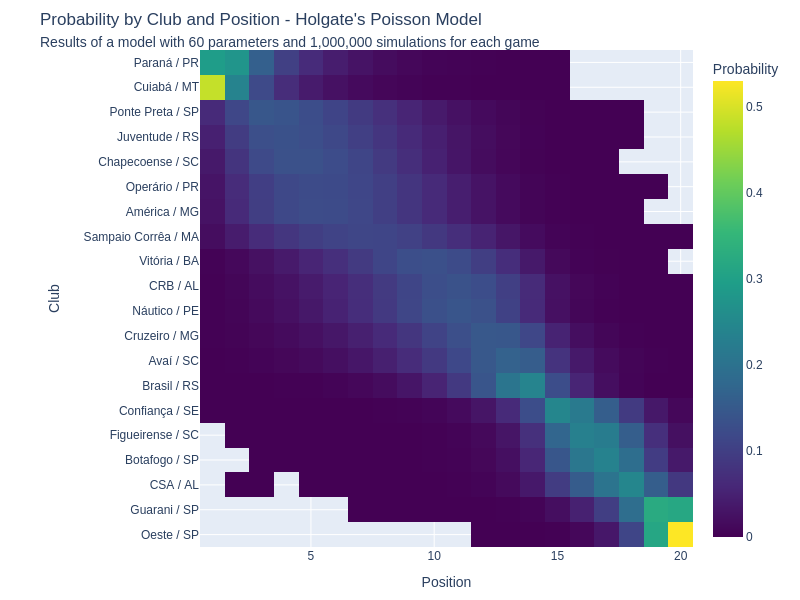 Probability by Club and Position - Holgate's Poisson Model
Results of a model with 60 parameters and 1,000,000 simulations for each game
Probability
Paraná / PR
Cuiabá / MT
Ponte Preta / SP
Juventude / RS
Chapecoense / SC
Operário / PR
América / MG
Sampaio Corrêa / MA
Vitória / BA
CRB / AL
Náutico / PE
Cruzeiro / MG
Avaí / SC
Brasil / RS
Confiança / SE
Figueirense / SC
Botafogo / SP
CSA / AL
Guarani / SP
Oeste / SP
Club
0.5
0.4
0.3
0.2
0.1
0
5 10 15 20
Position